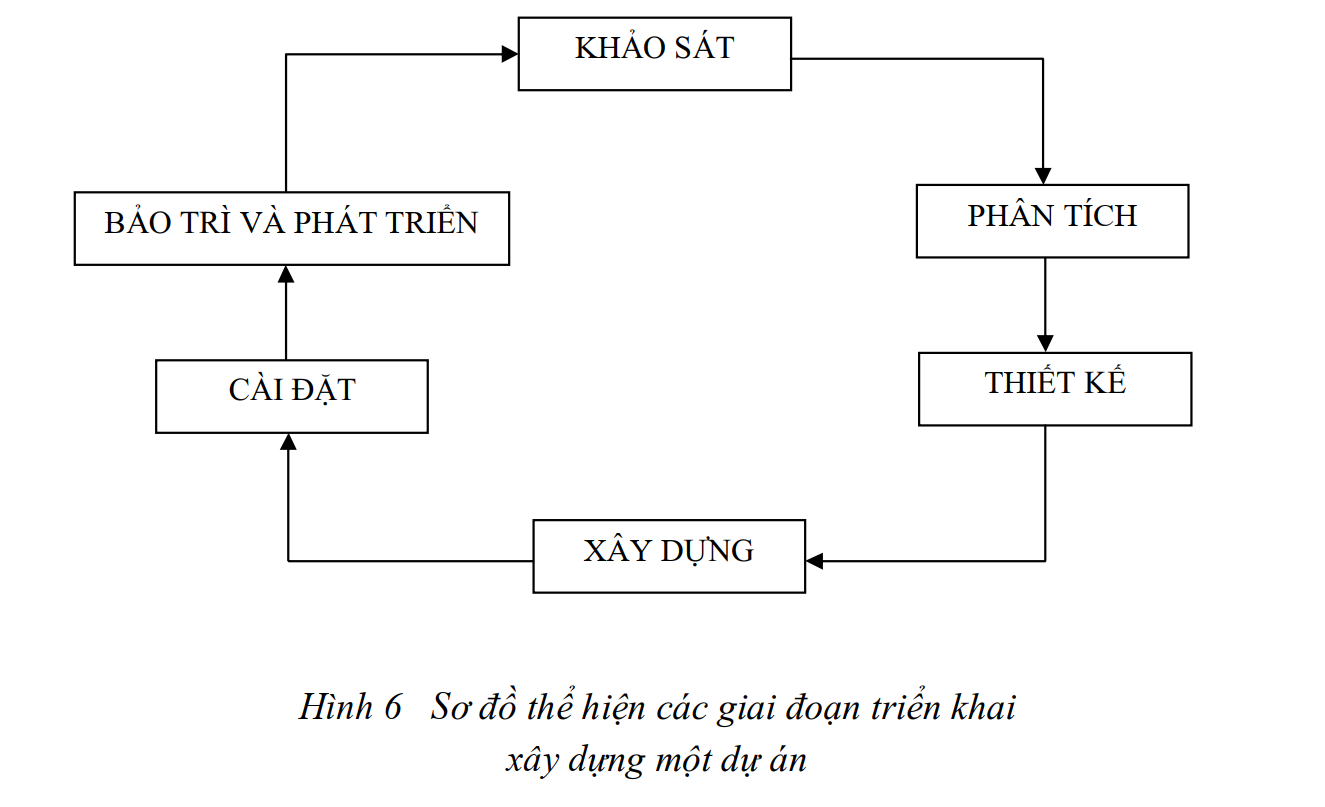 KHẢO SÁT
PHÂN TÍCH
THIẾT KẾ
XÂY DỰNG
CÀI ĐẶT
BẢO TRÌ VÀ PHÁT TRIỂN
Hình 6 Sơ đồ thể hiện các giai đoạn triển khai
xây dựng một dự án